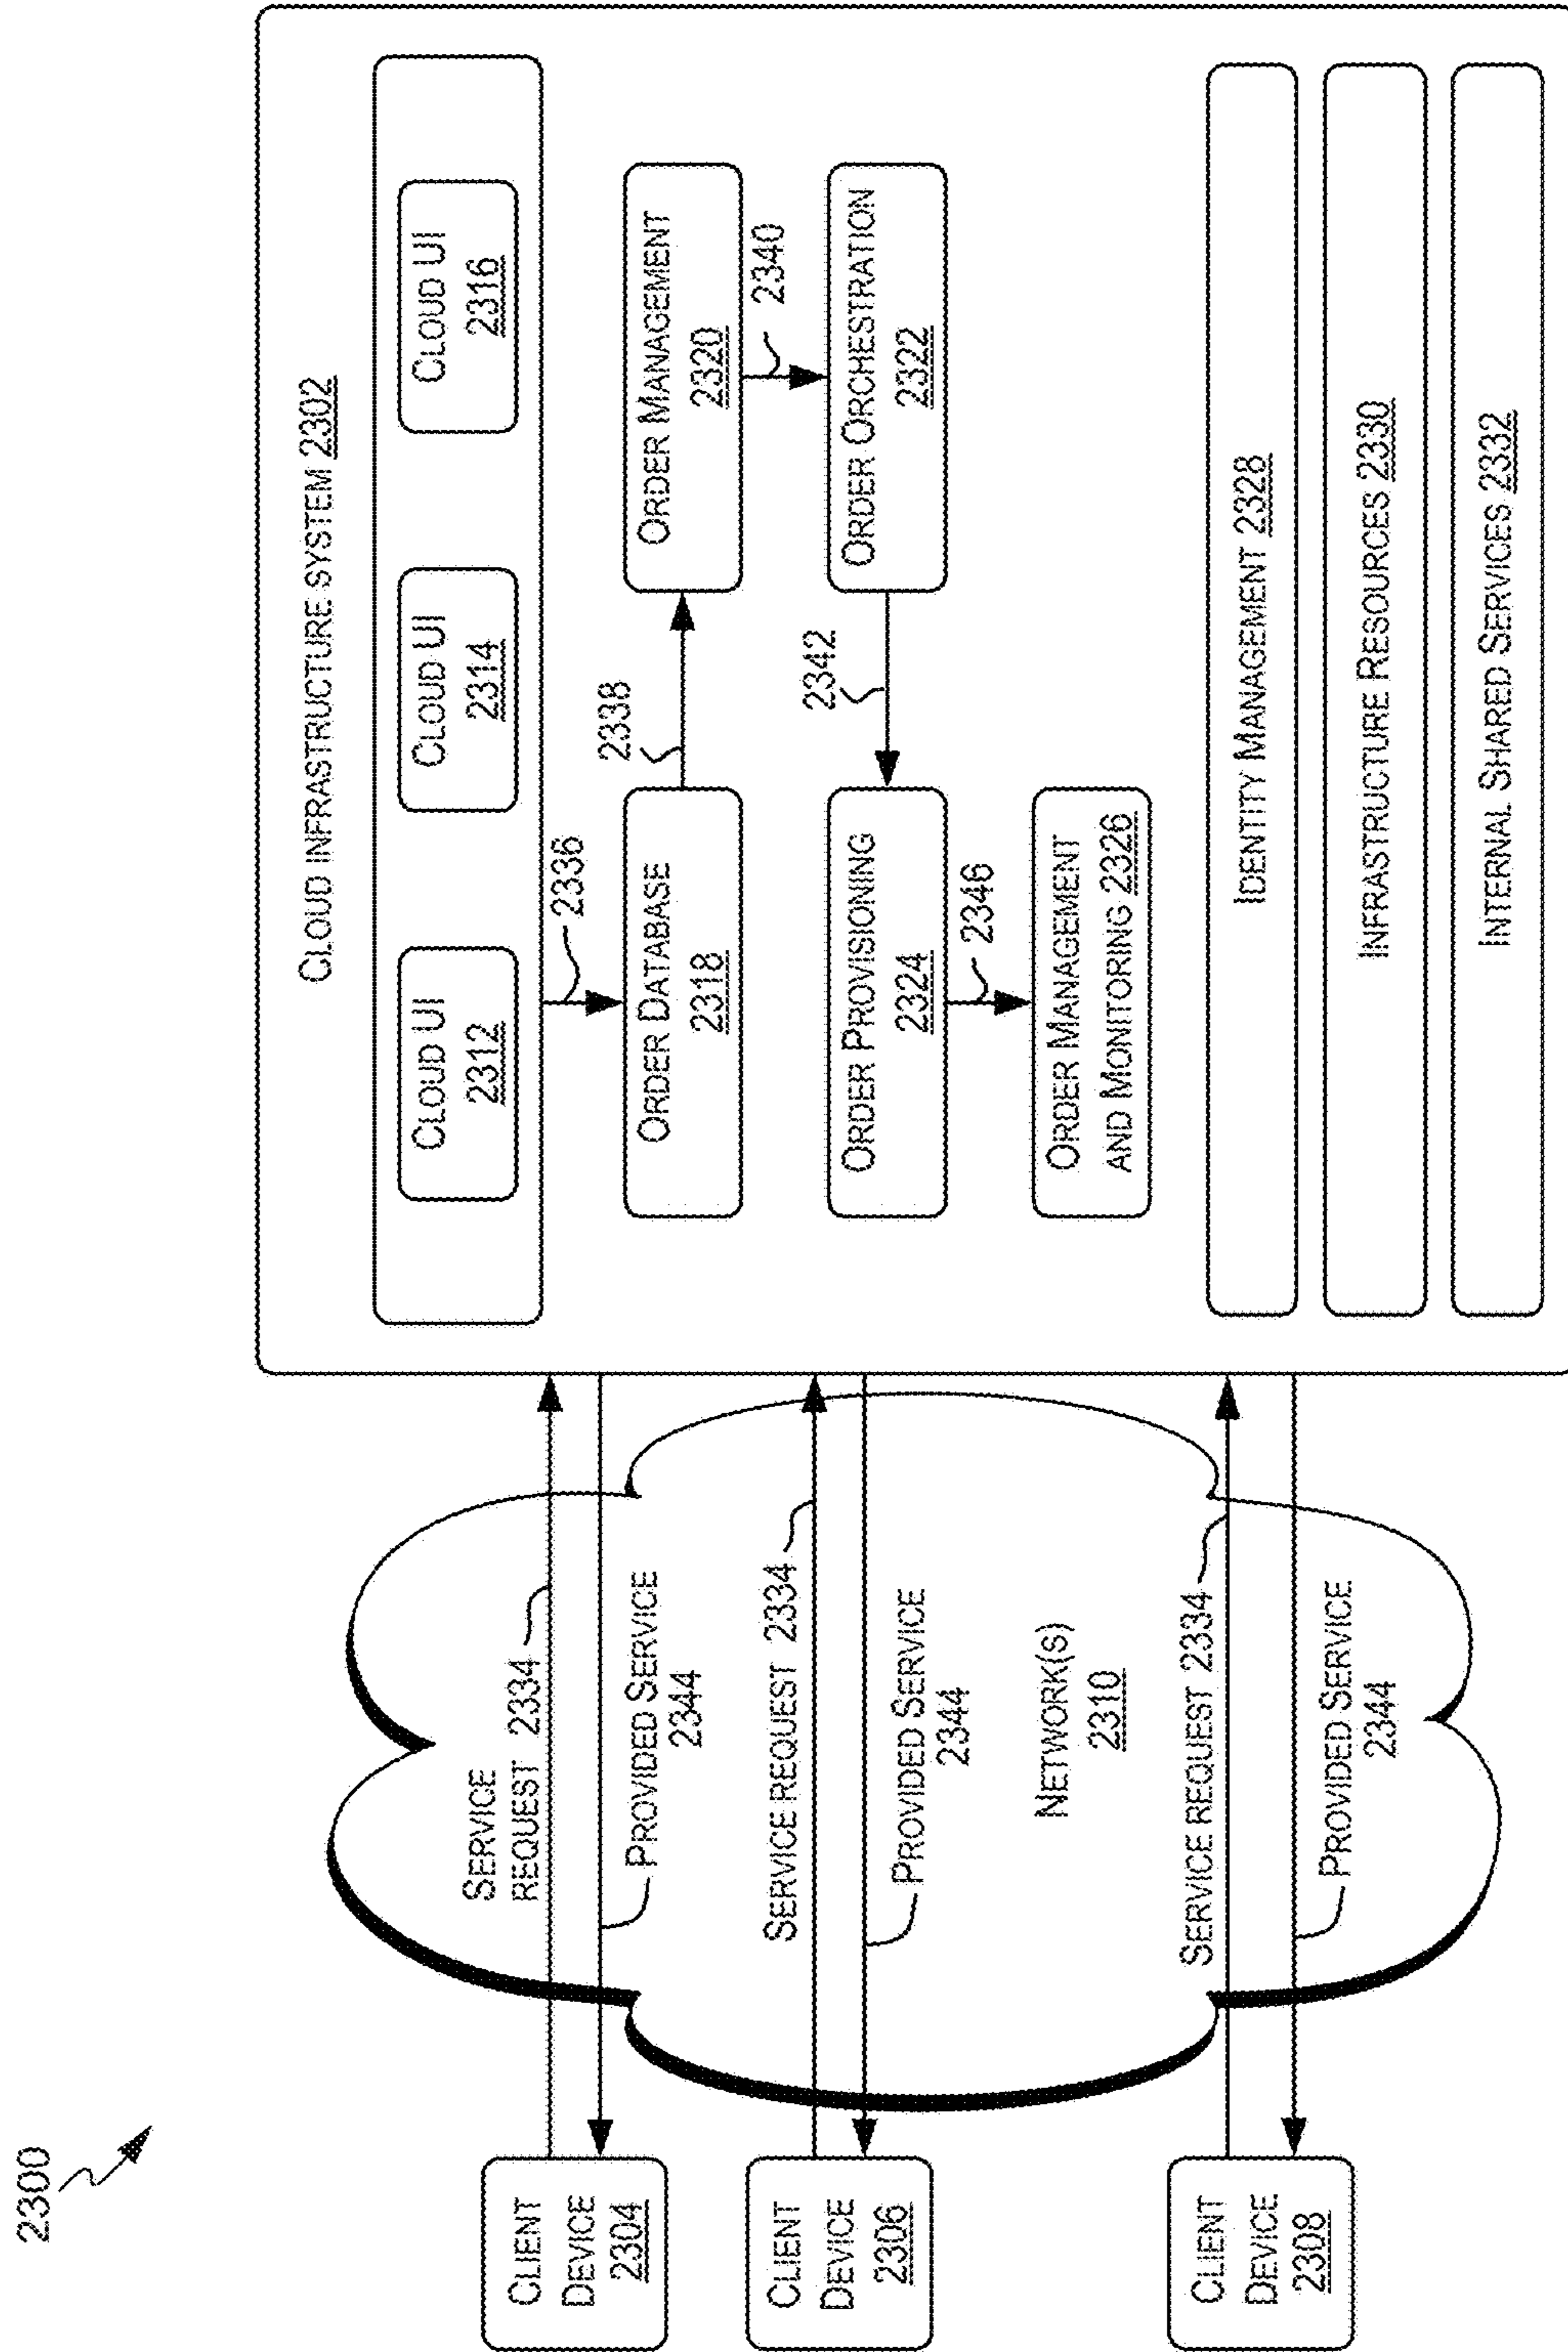 2300
CLIENT
DEVICE
2304
CLIENT
DEVICE
2306
CLIENT
DEVICE
2308
SERVICE
REQUEST 2334
PROVIDED SERVICE
2344
SERVICE REQUEST 2334
PROVIDED SERVICE
2344
NETWORK(S)
2310
SERVICE REQUEST 2334
PROVIDED SERVICE
2344
CLOUD INFRASTRUCTURE SYSTEM 2302
CLOUD UI
2312
CLOUD UI
2314
CLOUD UI
2316
2336
ORDER DATABASE
2318
2338
ORDER MANAGEMENT
2320
2340
ORDER PROVISIONING
2324
2342
ORDER ORCHESTRATION
2322
2346
ORDER MANAGEMENT
AND MONITORING 2326
IDENTITY MANAGEMENT 2328
INFRASTRUCTURE RESOURCES 2330
INTERNAL SHARED SERVICES 2332